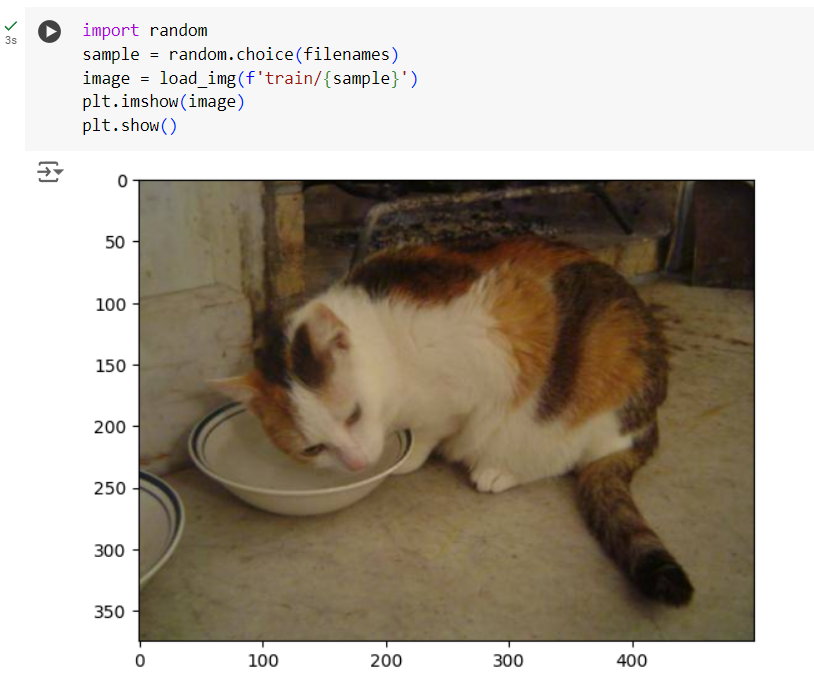 3s
import random
sample = random.choice(filenames)
image = load_img(f'train/{sample}')
plt.imshow(image)
plt.show()
0
50
100
150
200
250
300
350
0 100 200 300 400